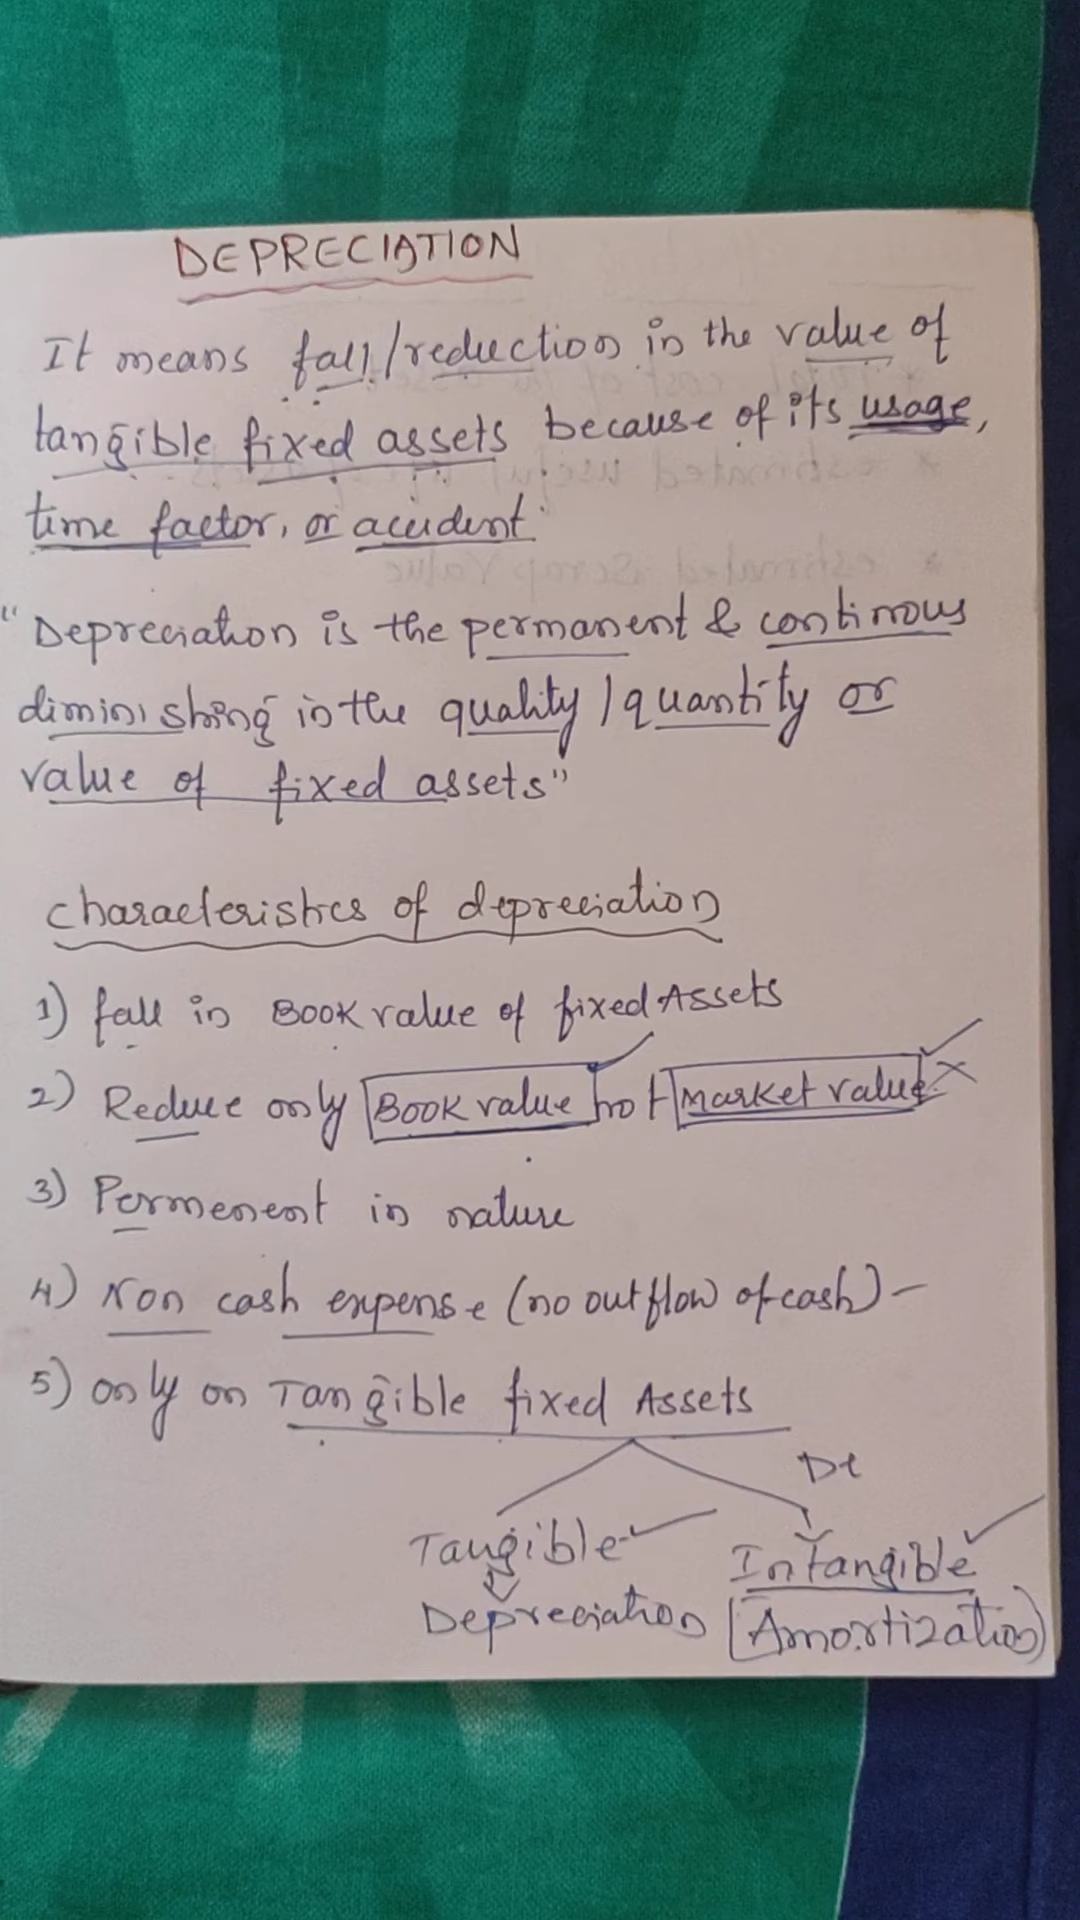 DEPRECIATION
It means fall/reduction in the value of
tangible fixed assets because of its usage,
time factor, or accident.
"Depreciation is the permanent & continous
diminishing in the quality / quantity or
value of fixed assets"
characteristics of depreciation
1) fall in Book value of fixed Assets
2) Reduce only Book value not Market value ×
3) Permenent in nature
4) Non cash expense (no out flow of cash) -
5) only on Tangible fixed Assets
De
Tangible Intangible
Depreciation (Amortization)